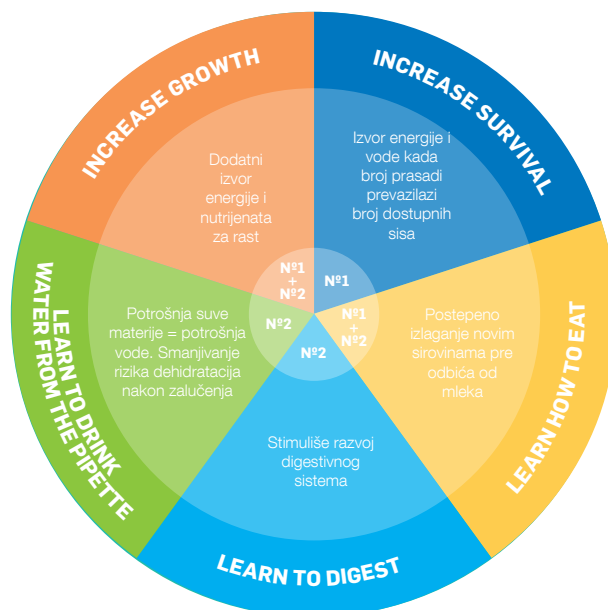 INCREASE GROWTH
Dodatni
izvor
energije i
nutrijenata
za rast
Nº1
+
Nº2
INCREASE SURVIVAL
Izvor energije i
vode kada
broj prasadi
prevazilazi
broj dostupnih
sisa
Nº1
LEARN HOW TO EAT
Postepeno
izlaganje novim
sirovinama pre
odbića od
mleka
Nº1
+
Nº2
LEARN TO DIGEST
Stimuliše razvoj
digestivnog
sistema
Nº2
LEARN TO DRINK
WATER FROM THE PIPETTE
Potrošnja suve
materije = potrošnja
vode. Smanjivanje
rizika dehidratacija
nakon zalučenja
Nº2